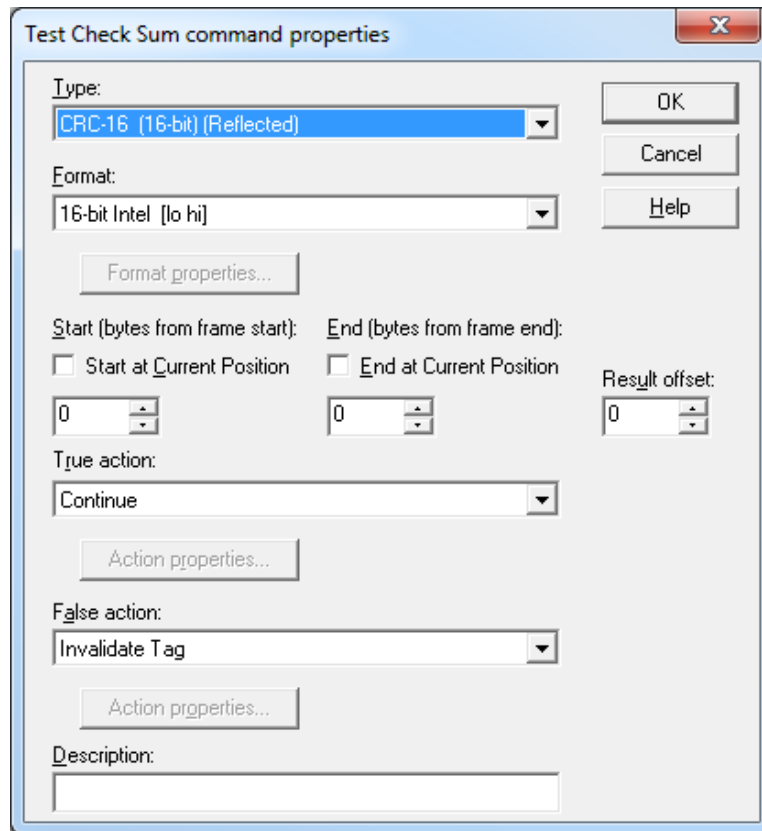 Test Check Sum command properties
Type:
CRC-16  (16-bit) (Reflected)
OK
Cancel
Format:
16-bit Intel  [lo hi]
Help
Format properties...
Start (bytes from frame start):
End (bytes from frame end):
Start at Current Position
End at Current Position
Result offset:
0
0
0
True action:
Continue
Action properties...
False action:
Invalidate Tag
Action properties...
Description: